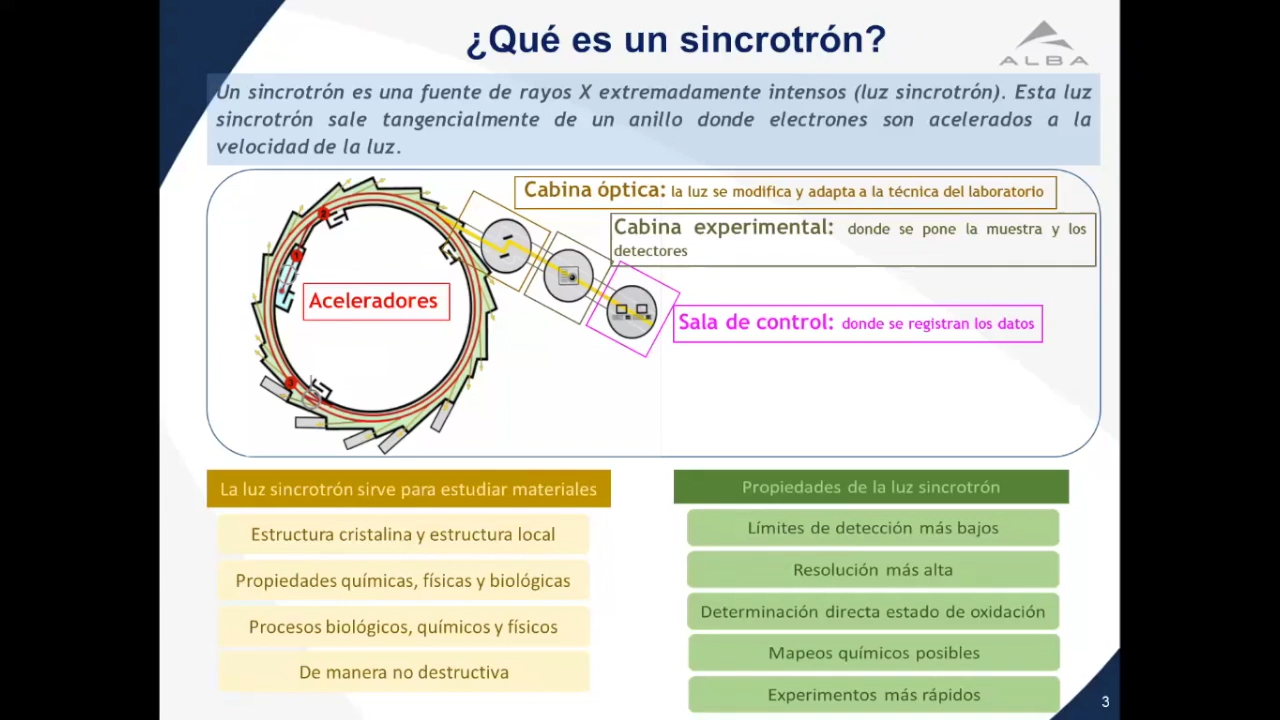 ¿Qué es un sincrotrón?
ALBA
Un sincrotrón es una fuente de rayos X extremadamente intensos (luz sincrotrón). Esta luz
sincrotrón sale tangencialmente de un anillo donde electrones son acelerados a la
velocidad de la luz.
Cabina óptica: la luz se modifica y adapta a la técnica del laboratorio
Cabina experimental: donde se pone la muestra y los
detectores
2
1
Aceleradores
Sala de control: donde se registran los datos
3
La luz sincrotrón sirve para estudiar materiales
Estructura cristalina y estructura local
Propiedades químicas, físicas y biológicas
Procesos biológicos, químicos y físicos
De manera no destructiva
Propiedades de la luz sincrotrón
Límites de detección más bajos
Resolución más alta
Determinación directa estado de oxidación
Mapeos químicos posibles
Experimentos más rápidos
3